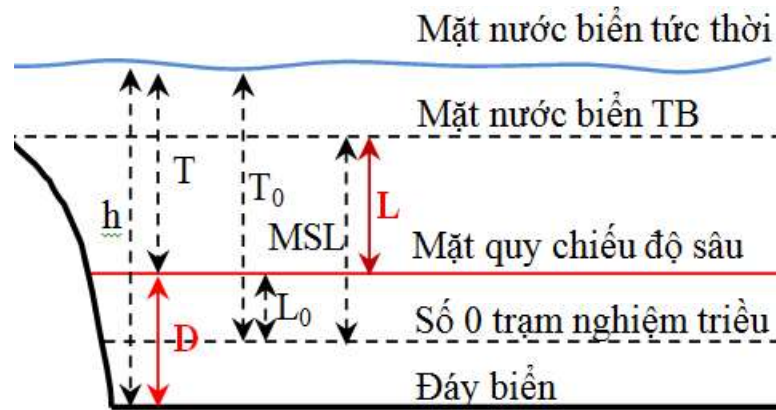 Mặt nước biển tức thời
Mặt nước biển TB
T
T0
L
h
MSL
Mặt quy chiếu độ sâu
L0
Số 0 trạm nghiệm triều
D
Đáy biển